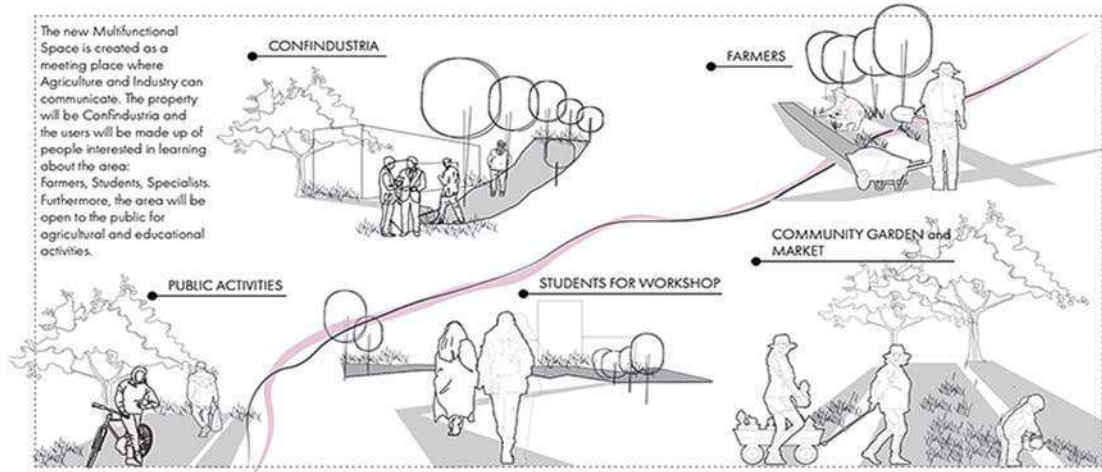 The new Multifunctional
Space is created as a
meeting place where
Agriculture and Industry can
communicate. The property
will be Confindustria and
the users will be made up of
people interested in learning
about the area:
Farmers, Students, Specialists.
Furthermore, the area will be
open to the public for
agricultural and educational
activities.
CONFINDUSTRIA
FARMERS
COMMUNITY GARDEN and
MARKET
PUBLIC ACTIVITIES
STUDENTS FOR WORKSHOP